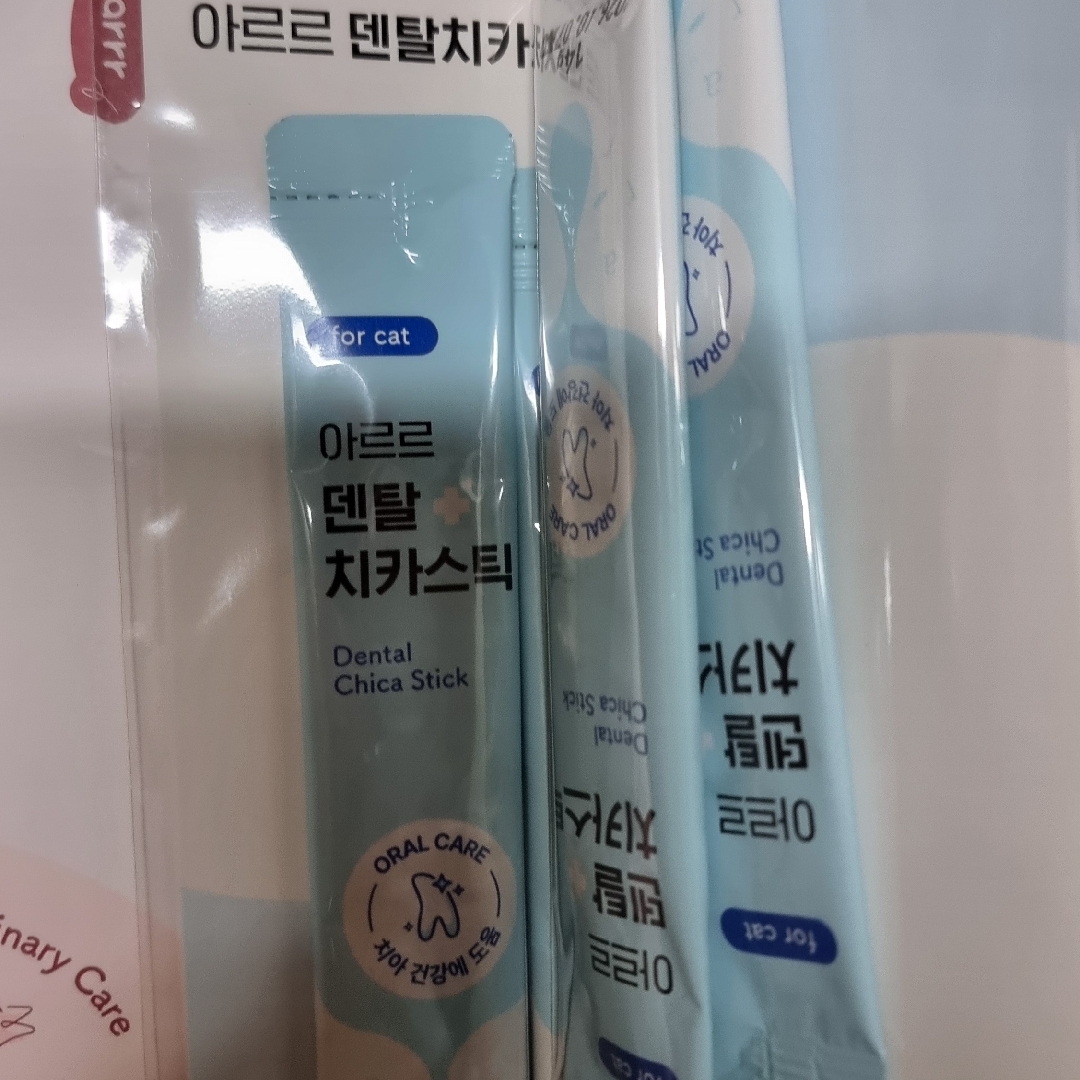 arrr
아르르 덴탈치카스
for cat
아르르
덴탈
치카스틱
Dental
Chica Stick
ORAL CARE
치아 건강에 도움
ORAL CARE
Dental
Chica Stick
치카스
덴탈
아르르
for cat
ORAL
Dental
Chica St
치카스
덴탈
아르르
for cat
inary Care